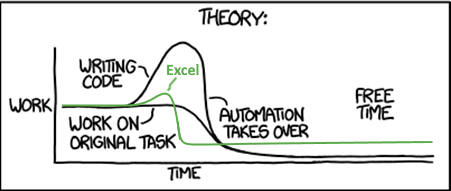 THEORY:
WRITING
CODE
Excel
WORK
WORK ON
ORIGINAL TASK
AUTOMATION
TAKES OVER
FREE
TIME
TIME